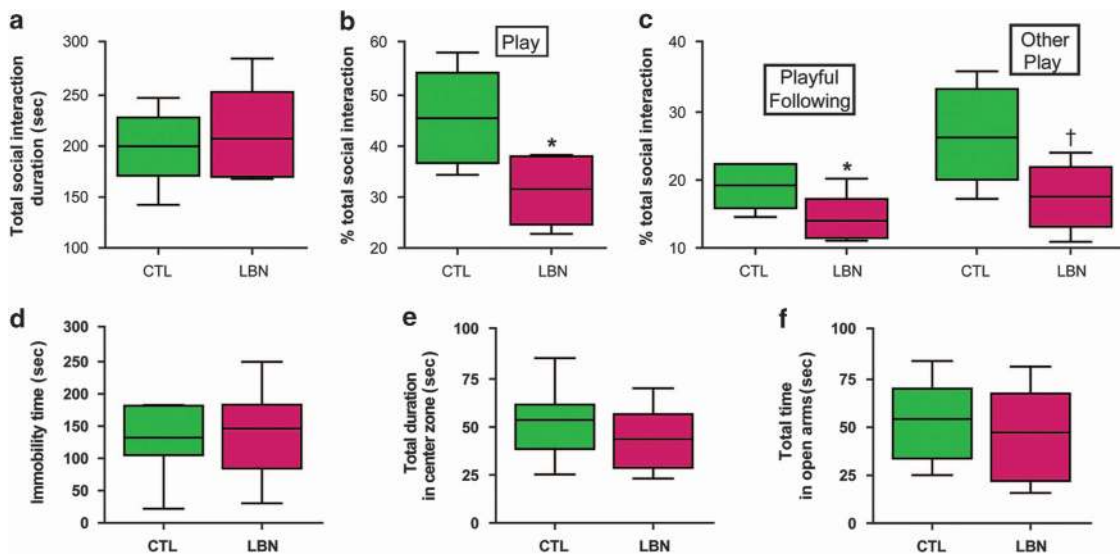 a
Total social interaction
duration (sec)
300
250
200
150
100
CTL
LBN
b
% total social interaction
60
50
40
30
20
Play
*
CTL
LBN
c
% total social interaction
40
30
20
10
Playful
Following
*
Other
Play
†
CTL
LBN
CTL
LBN
d
Immobility time (sec)
300
250
200
150
100
50
0
CTL
LBN
e
Total duration
in center zone (sec)
100
75
50
25
0
CTL
LBN
f
Total time
in open arms(sec)
100
75
50
25
0
CTL
LBN